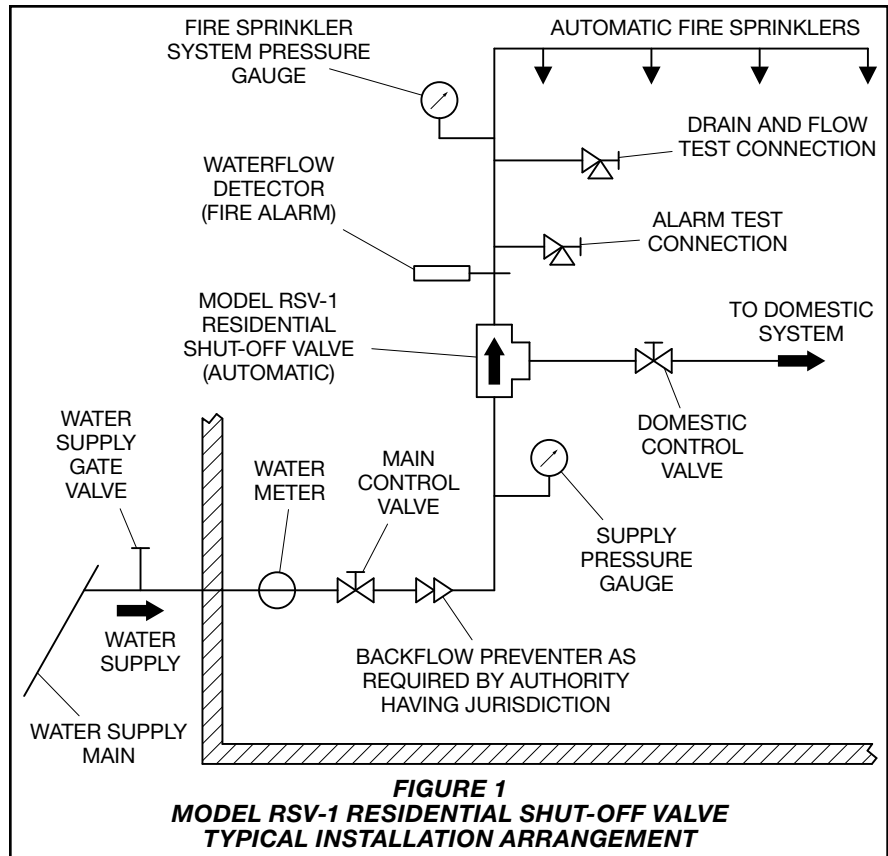 FIRE SPRINKLER
SYSTEM PRESSURE
GAUGE
AUTOMATIC FIRE SPRINKLERS
DRAIN AND FLOW
TEST CONNECTION
WATERFLOW
DETECTOR
(FIRE ALARM)
ALARM TEST
CONNECTION
MODEL RSV-1
RESIDENTIAL
SHUT-OFF VALVE
(AUTOMATIC)
TO DOMESTIC
SYSTEM
WATER
SUPPLY
GATE
VALVE
WATER
METER
MAIN
CONTROL
VALVE
DOMESTIC
CONTROL
VALVE
SUPPLY
PRESSURE
GAUGE
WATER
SUPPLY
BACKFLOW PREVENTER AS
REQUIRED BY AUTHORITY
HAVING JURISDICTION
WATER SUPPLY
MAIN
FIGURE 1
MODEL RSV-1 RESIDENTIAL SHUT-OFF VALVE
TYPICAL INSTALLATION ARRANGEMENT